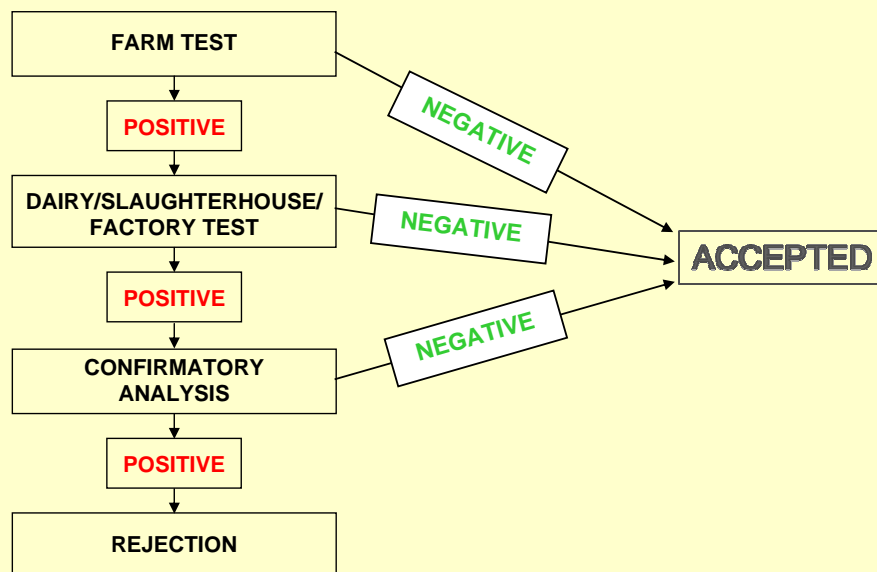 FARM TEST
NEGATIVE
POSITIVE
DAIRY/SLAUGHTERHOUSE/
FACTORY TEST
NEGATIVE
ACCEPTED
POSITIVE
NEGATIVE
CONFIRMATORY
ANALYSIS
POSITIVE
REJECTION